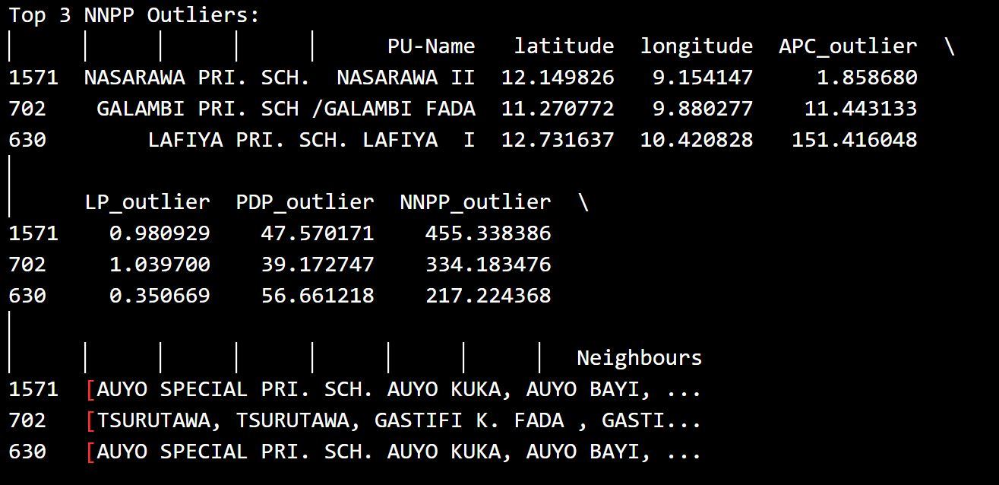 Top 3 NNPP Outliers:
PU-Name latitude longitude APC_outlier \
1571 NASARAWA PRI. SCH. NASARAWA II 12.149826 9.154147 1.858680
702 GALAMBI PRI. SCH /GALAMBI FADA 11.270772 9.880277 11.443133
630 LAFIYA PRI. SCH. LAFIYA I 12.731637 10.420828 151.416048
LP_outlier PDP_outlier NNPP_outlier \
1571 0.980929 47.570171 455.338386
702 1.039700 39.172747 334.183476
630 0.350669 56.661218 217.224368
Neighbours
1571 [AUYO SPECIAL PRI. SCH. AUYO KUKA, AUYO BAYI, ...
702 [TSURUTAWA, TSURUTAWA, GASTIFI K. FADA , GASTI...
630 [AUYO SPECIAL PRI. SCH. AUYO KUKA, AUYO BAYI, ...